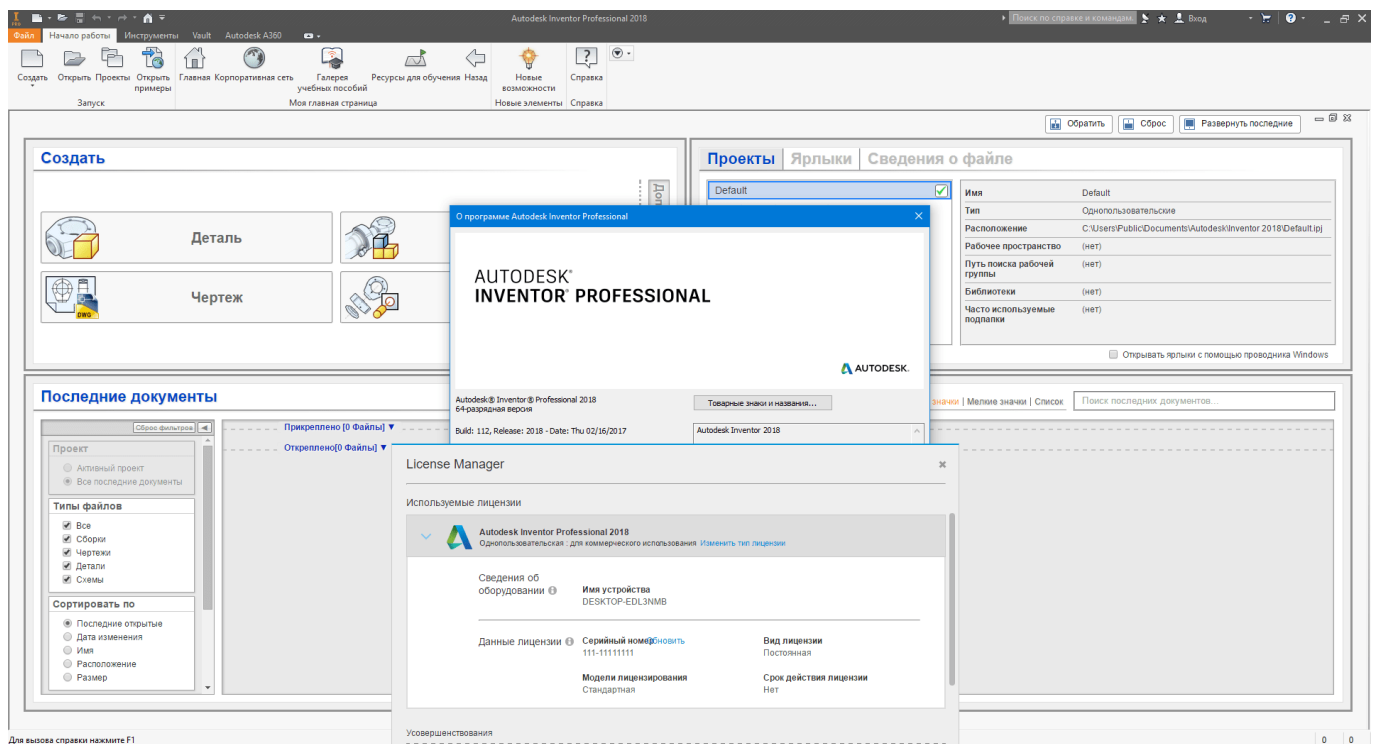 PRO
Autodesk Inventor Professional 2018
Поиск по справке и командам.
Вход
Файл Начало работы Инструменты Vault Autodesk A360
Создать Открыть Проекты Открыть примеры Главная Корпоративная сеть Галерея учебных пособий Ресурсы для обучения Назад Новые возможности Справка
Запуск Моя главная страница Новые элементы Справка
Обратить Сброс Развернуть последние
Создать
Деталь
Чертеж
DWG
Проекты Ярлыки Сведения о файле
Default
Имя Default
Тип Однопользовательские
Расположение C:\Users\Public\Documents\Autodesk\Inventor 2018\Default.ipj
Рабочее пространство (нет)
Путь поиска рабочей группы (нет)
Библиотеки (нет)
Часто используемые подпапки (нет)
Открывать ярлыки с помощью проводника Windows
О программе Autodesk Inventor Professional
AUTODESK®
INVENTOR® PROFESSIONAL
AUTODESK.
Autodesk® Inventor® Professional 2018
64-разрядная версия
Товарные знаки и названия...
Build: 112, Release: 2018 - Date: Thu 02/16/2017
Autodesk Inventor 2018
Последние документы
значки | Мелкие значки | Список
Поиск последних документов...
Сброс фильтров
Прикреплено [0 Файлы] ▼
Откреплено[0 Файлы] ▼
Проект
Активный проект
Все последние документы
Типы файлов
Все
Сборки
Чертежи
Детали
Схемы
Сортировать по
Последние открытые
Дата изменения
Имя
Расположение
Размер
License Manager
Используемые лицензии
Autodesk Inventor Professional 2018
Однопользовательская : для коммерческого использования Изменить тип лицензии
Сведения об оборудовании
Имя устройства
DESKTOP-EDL3NMB
Данные лицензии
Серийный номер
111-11111111
Вид лицензии
Постоянная
Модели лицензирования
Стандартная
Срок действия лицензии
Нет
Усовершенствования
Для вызова справки нажмите F1
0 0